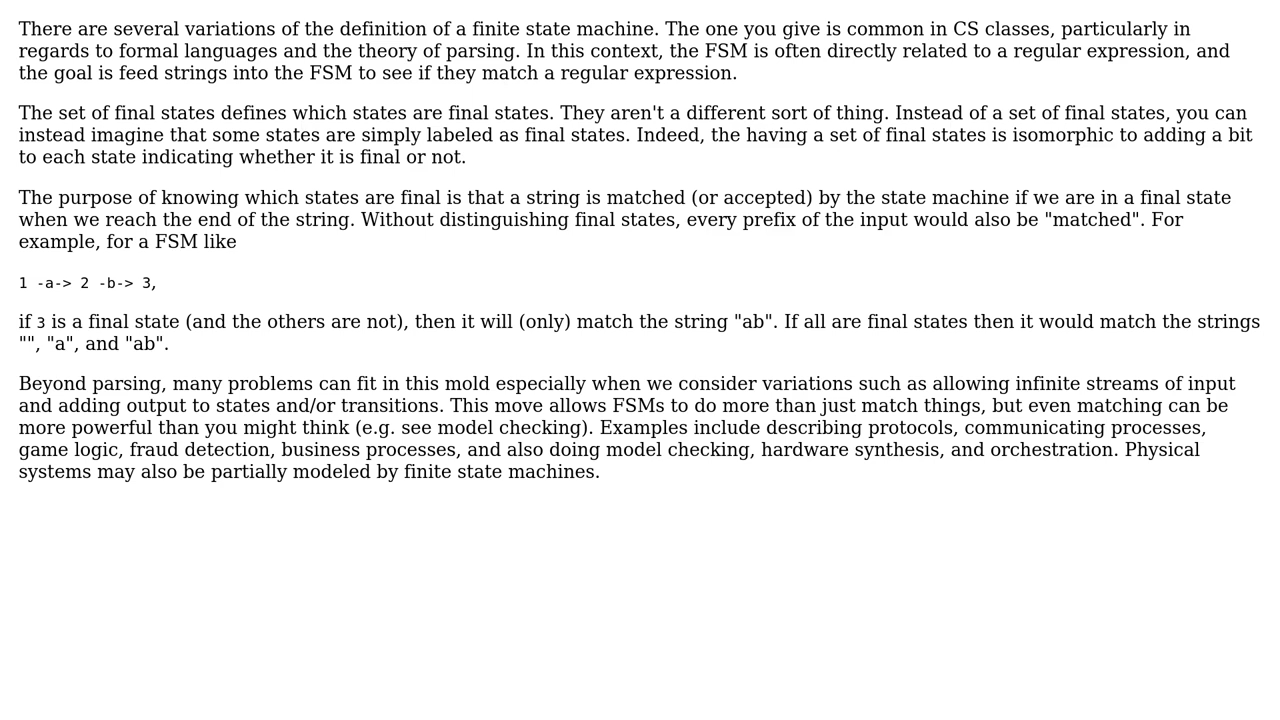 There are several variations of the definition of a finite state machine. The one you give is common in CS classes, particularly in
regards to formal languages and the theory of parsing. In this context, the FSM is often directly related to a regular expression, and
the goal is feed strings into the FSM to see if they match a regular expression.
The set of final states defines which states are final states. They aren't a different sort of thing. Instead of a set of final states, you can
instead imagine that some states are simply labeled as final states. Indeed, the having a set of final states is isomorphic to adding a bit
to each state indicating whether it is final or not.
The purpose of knowing which states are final is that a string is matched (or accepted) by the state machine if we are in a final state
when we reach the end of the string. Without distinguishing final states, every prefix of the input would also be "matched". For
example, for a FSM like
1 -a-> 2 -b-> 3,
if 3 is a final state (and the others are not), then it will (only) match the string "ab". If all are final states then it would match the strings
"", "a", and "ab".
Beyond parsing, many problems can fit in this mold especially when we consider variations such as allowing infinite streams of input
and adding output to states and/or transitions. This move allows FSMs to do more than just match things, but even matching can be
more powerful than you might think (e.g. see model checking). Examples include describing protocols, communicating processes,
game logic, fraud detection, business processes, and also doing model checking, hardware synthesis, and orchestration. Physical
systems may also be partially modeled by finite state machines.